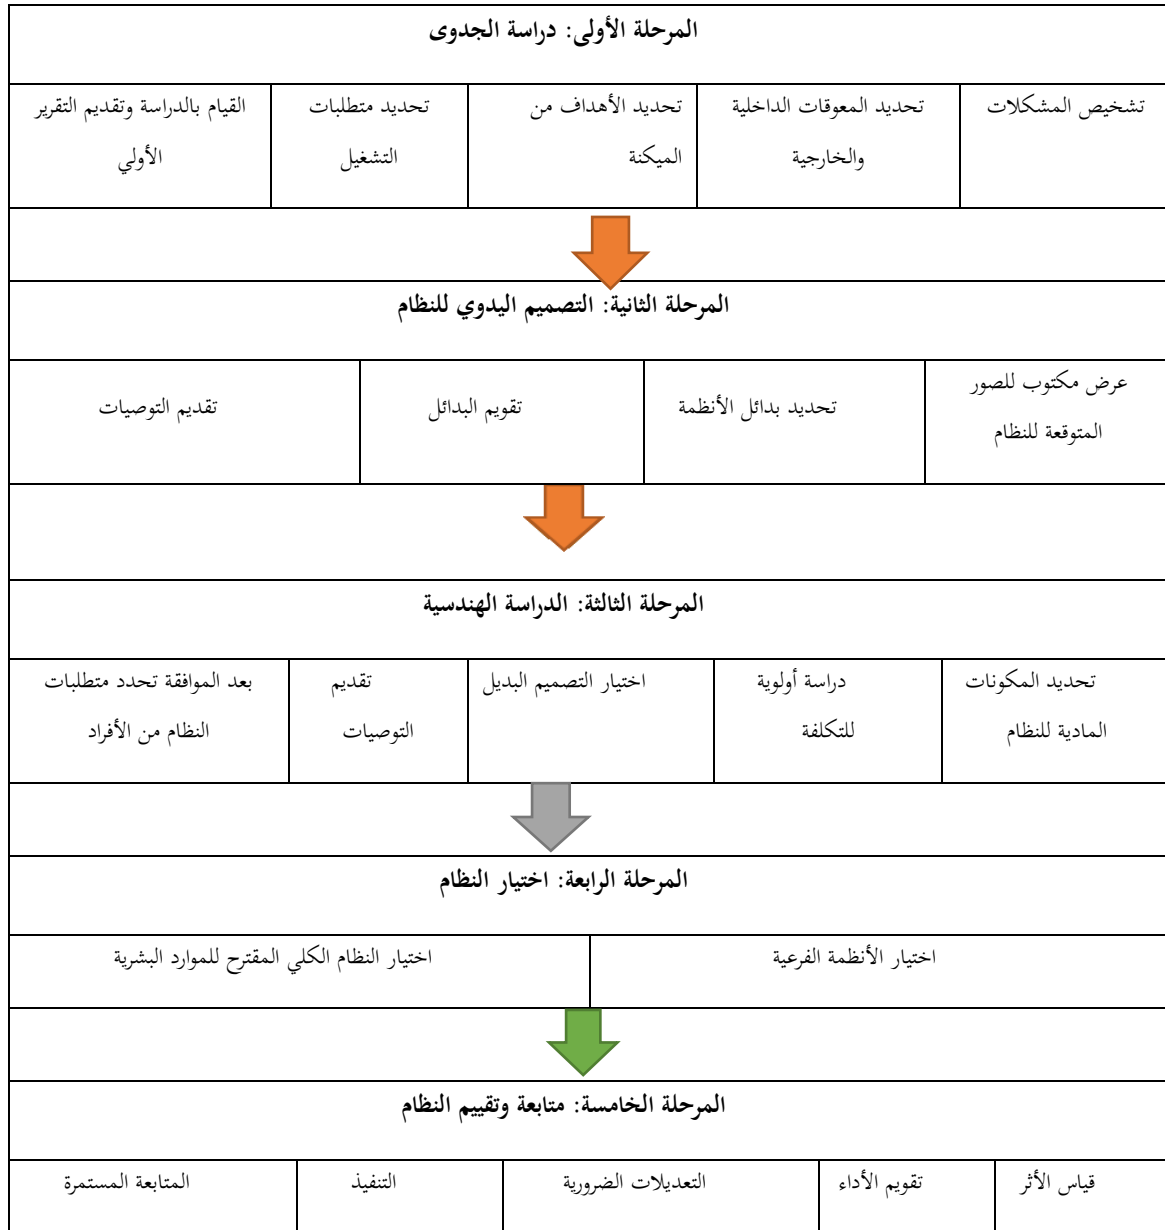 المرحلة الأولى: دراسة الجدوى
تشخيص المشكلات
تحديد المعوقات الداخلية
والخارجية
تحديد الأهداف من
الميكنة
تحديد متطلبات
التشغيل
القيام بالدراسة وتقديم التقرير
الأولي
المرحلة الثانية: التصميم اليدوي للنظام
عرض مكتوب للصور
المتوقعة للنظام
تحديد بدائل الأنظمة
تقويم البدائل
تقديم التوصيات
المرحلة الثالثة: الدراسة الهندسية
تحديد المكونات
المادية للنظام
دراسة أولوية
للتكلفة
اختيار التصميم البديل
تقديم
التوصيات
بعد الموافقة تحدد متطلبات
النظام من الأفراد
المرحلة الرابعة: اختيار النظام
اختيار الأنظمة الفرعية
اختيار النظام الكلي المقترح للموارد البشرية
المرحلة الخامسة: متابعة وتقييم النظام
قياس الأثر
تقويم الأداء
التعديلات الضرورية
التنفيذ
المتابعة المستمرة